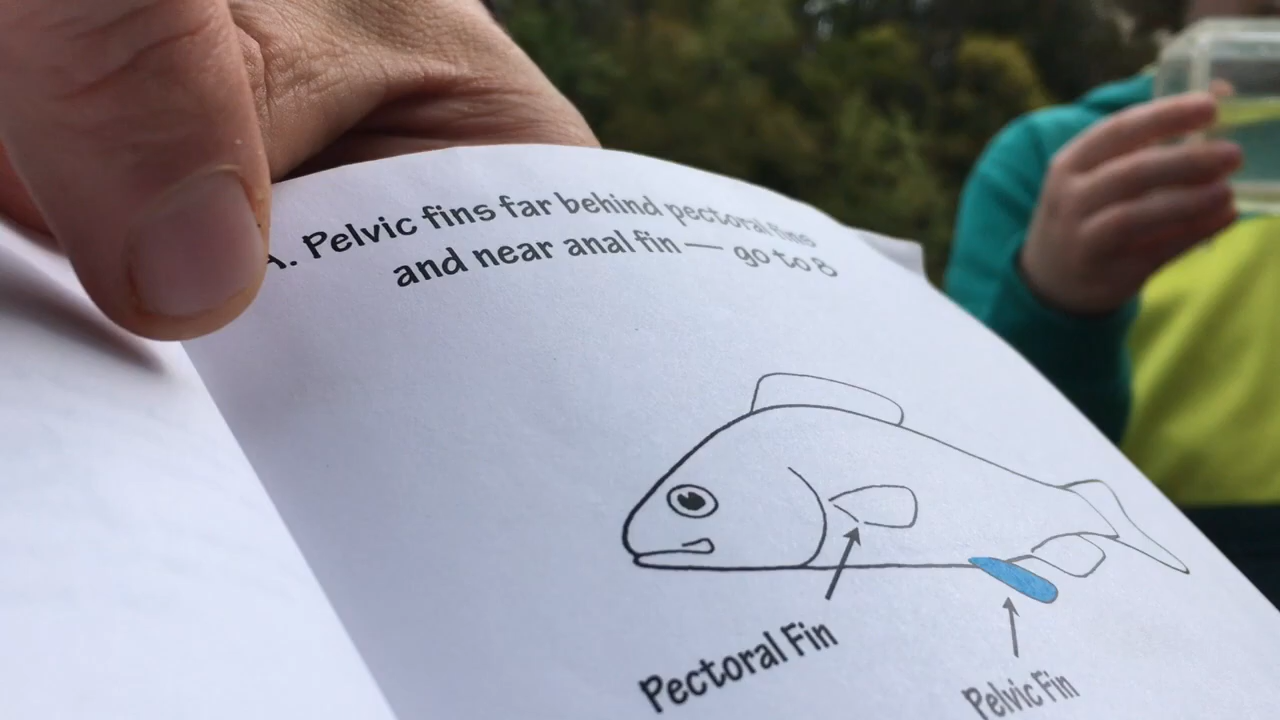 A. Pelvic fins far behind pectoral fins
and near anal fin — go to 8
Pectoral Fin
Pelvic Fin